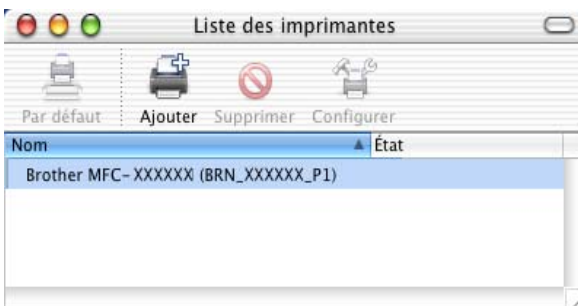 Liste des imprimantes
Par défaut Ajouter Supprimer Configurer
Nom État
Brother MFC-XXXXXX (BRN_XXXXXX_P1)